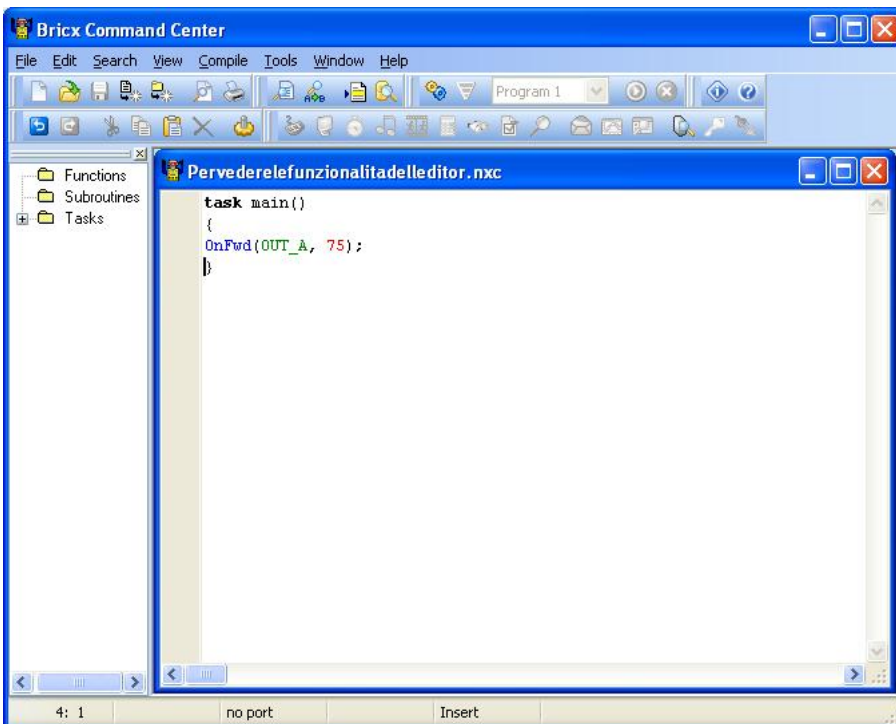 Bricx Command Center
File Edit Search View Compile Tools Window Help
Program 1
Functions
Subroutines
Tasks
Pervederelefunzionalitadelleditor.nxc
task main()
{
OnFwd(OUT_A, 75);
}
4: 1 no port Insert